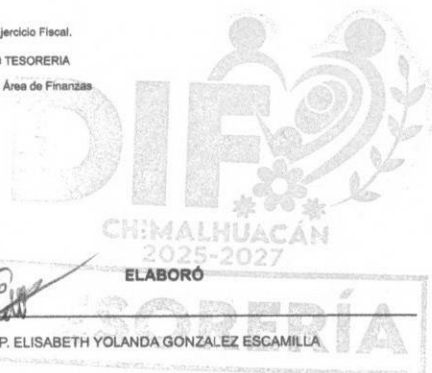 jercicio Fiscal.
TESORERIA
Área de Finanzas
DIF
CHIMALHUACÁN
2025-2027
ELABORÓ
SORERÍA
P. ELISABETH YOLANDA GONZALEZ ESCAMILLA